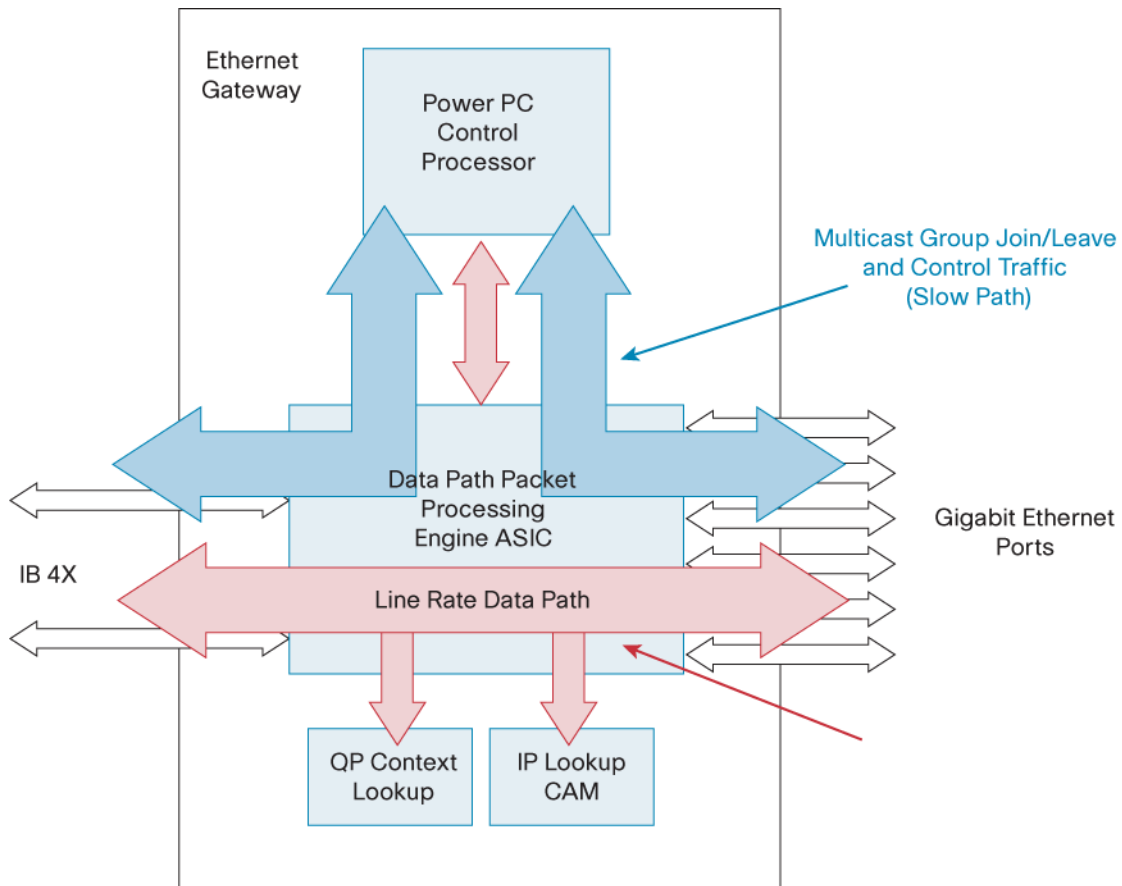 Ethernet
Gateway
Power PC
Control
Processor
Multicast Group Join/Leave
and Control Traffic
(Slow Path)
Data Path Packet
Processing
Engine ASIC
Gigabit Ethernet
Ports
IB 4X
Line Rate Data Path
QP Context
Lookup
IP Lookup
CAM